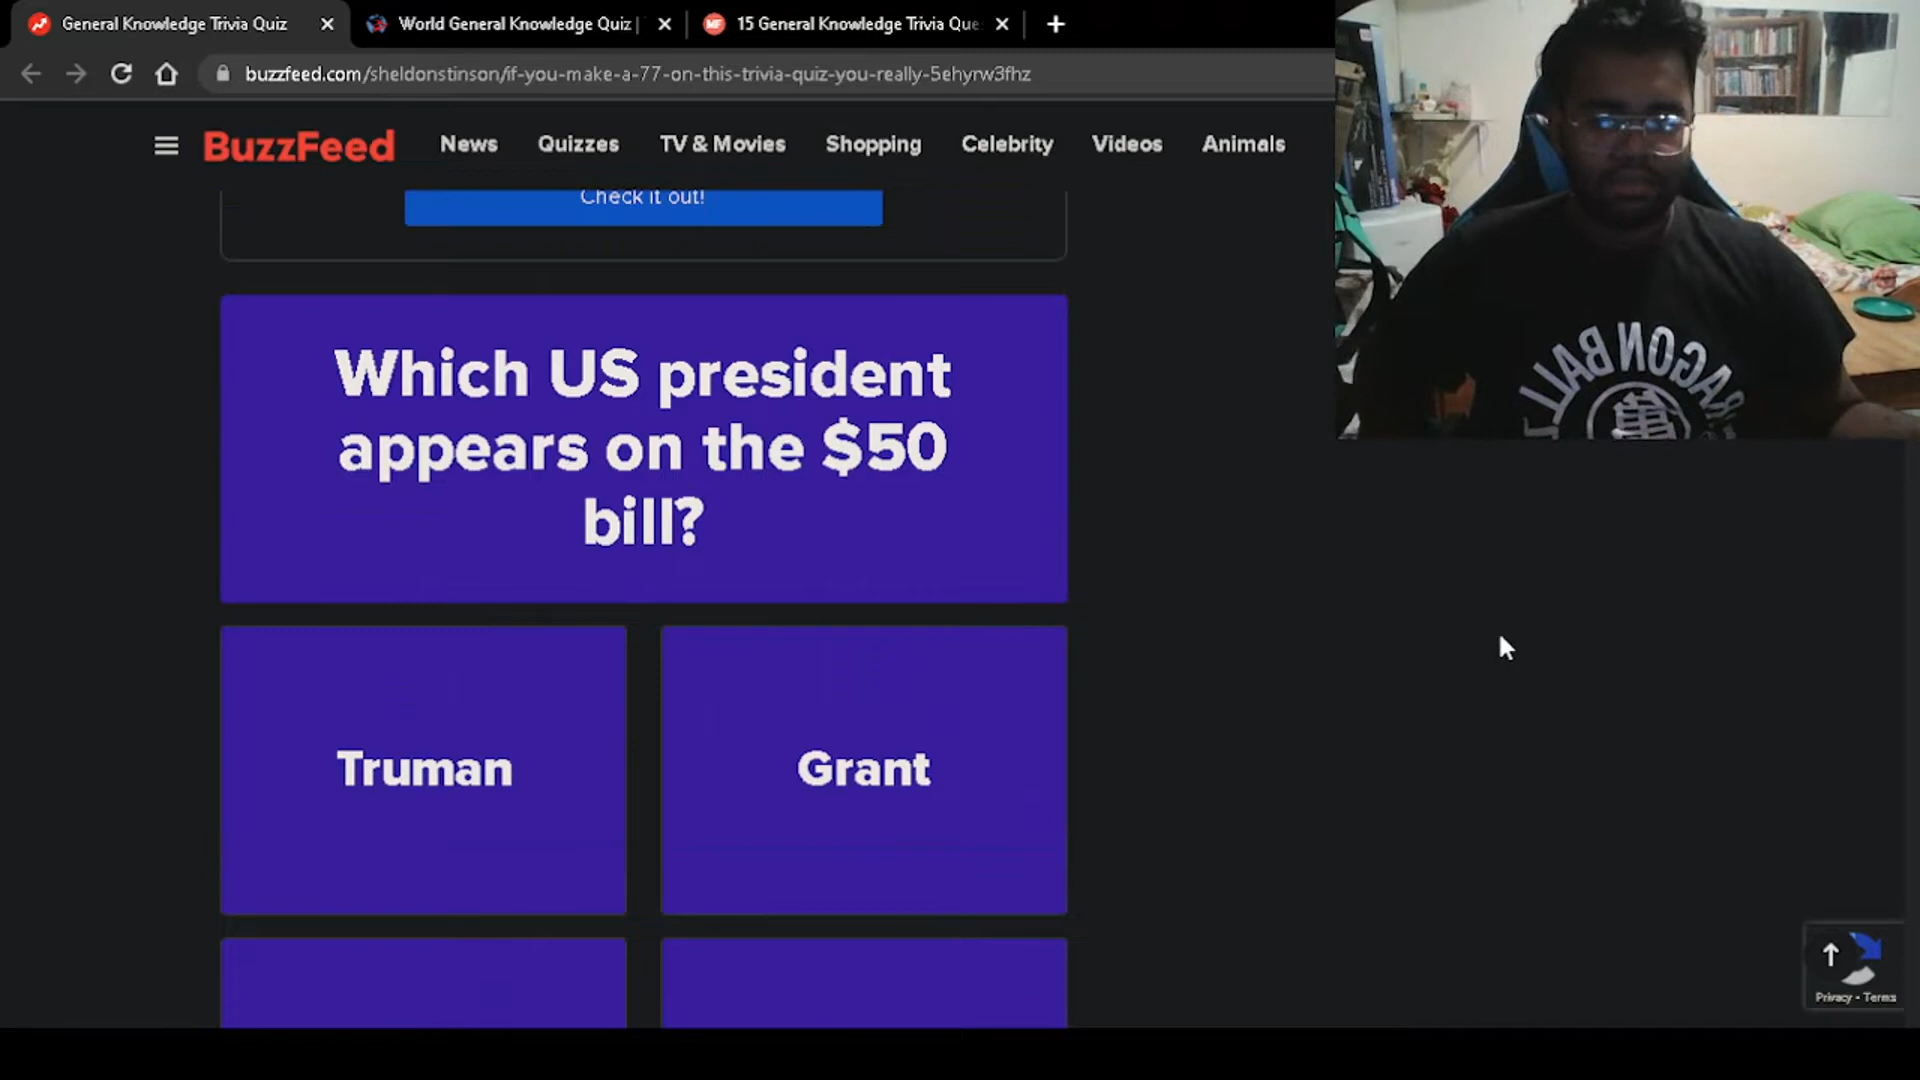 General Knowledge Trivia Quiz
World General Knowledge Quiz |
15 General Knowledge Trivia Que
buzzfeed.com/sheldonstinson/if-you-make-a-77-on-this-trivia-quiz-you-really-5ehyrw3fhz
BuzzFeed
News
Quizzes
TV & Movies
Shopping
Celebrity
Videos
Animals
Check it out!
Which US president
appears on the $50
bill?
Truman
Grant
DRAGON BALL
Privacy - Terms